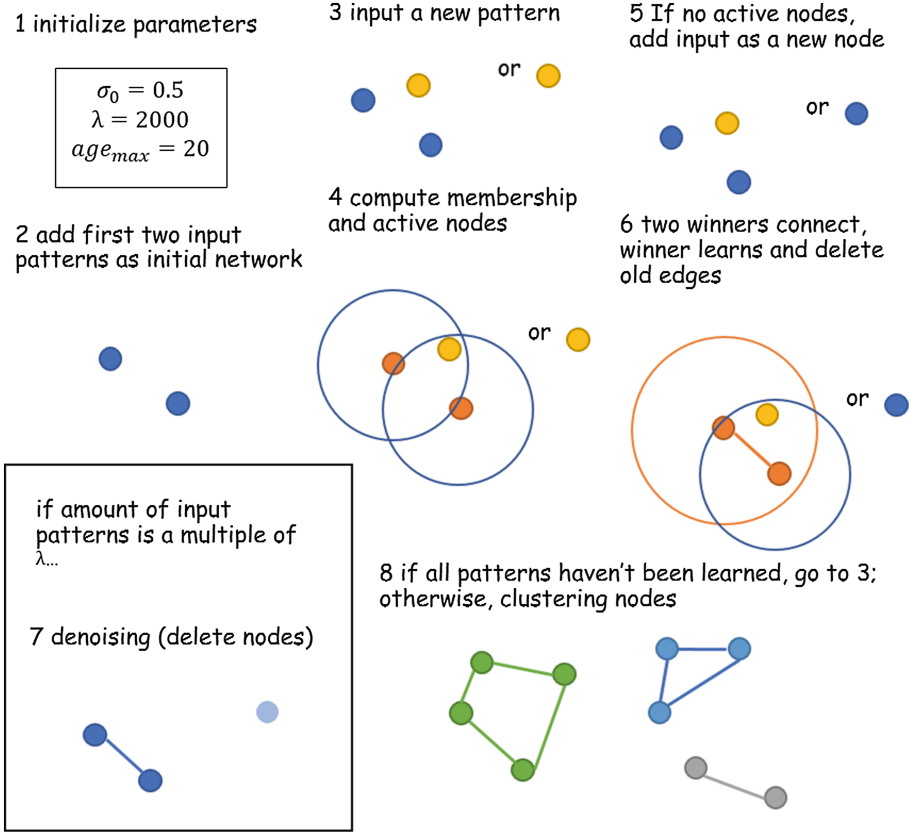 1 initialize parameters
σ₀ = 0.5
λ = 2000
age_max = 20
2 add first two input
patterns as initial network
3 input a new pattern
or
4 compute membership
and active nodes
or
5 If no active nodes,
add input as a new node
or
6 two winners connect,
winner learns and delete
old edges
or
if amount of input
patterns is a multiple of
λ...
7 denoising (delete nodes)
8 if all patterns haven't been learned, go to 3;
otherwise, clustering nodes